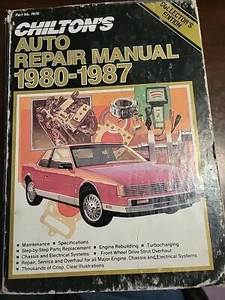 Part No. 7670
CHILTON'S
COLLECTOR'S
EDITION
AUTO
REPAIR MANUAL
1980-1987
• Maintenance • Specifications
• Step-by-Step Parts Replacement • Engine Rebuilding • Turbocharging
• Chassis and Electrical Systems • Front Wheel Drive Strut Overhaul
• Repair, Service and Overhaul for all Major Engine, Chassis and Electrical Systems
• Thousands of Crisp, Clear Illustrations